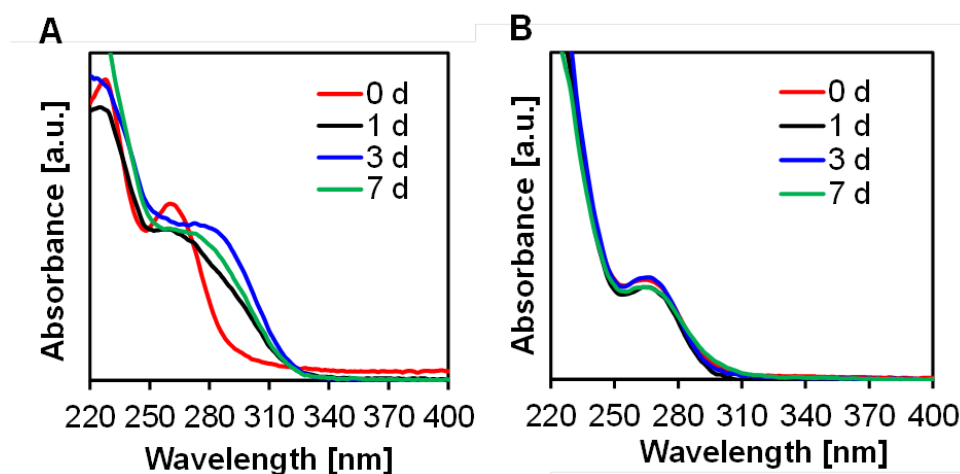 A
Absorbance [a.u.]
0 d
1 d
3 d
7 d
220 250 280 310 340 370 400
Wavelength [nm]
B
Absorbance [a.u.]
0 d
1 d
3 d
7 d
220 250 280 310 340 370 400
Wavelength [nm]